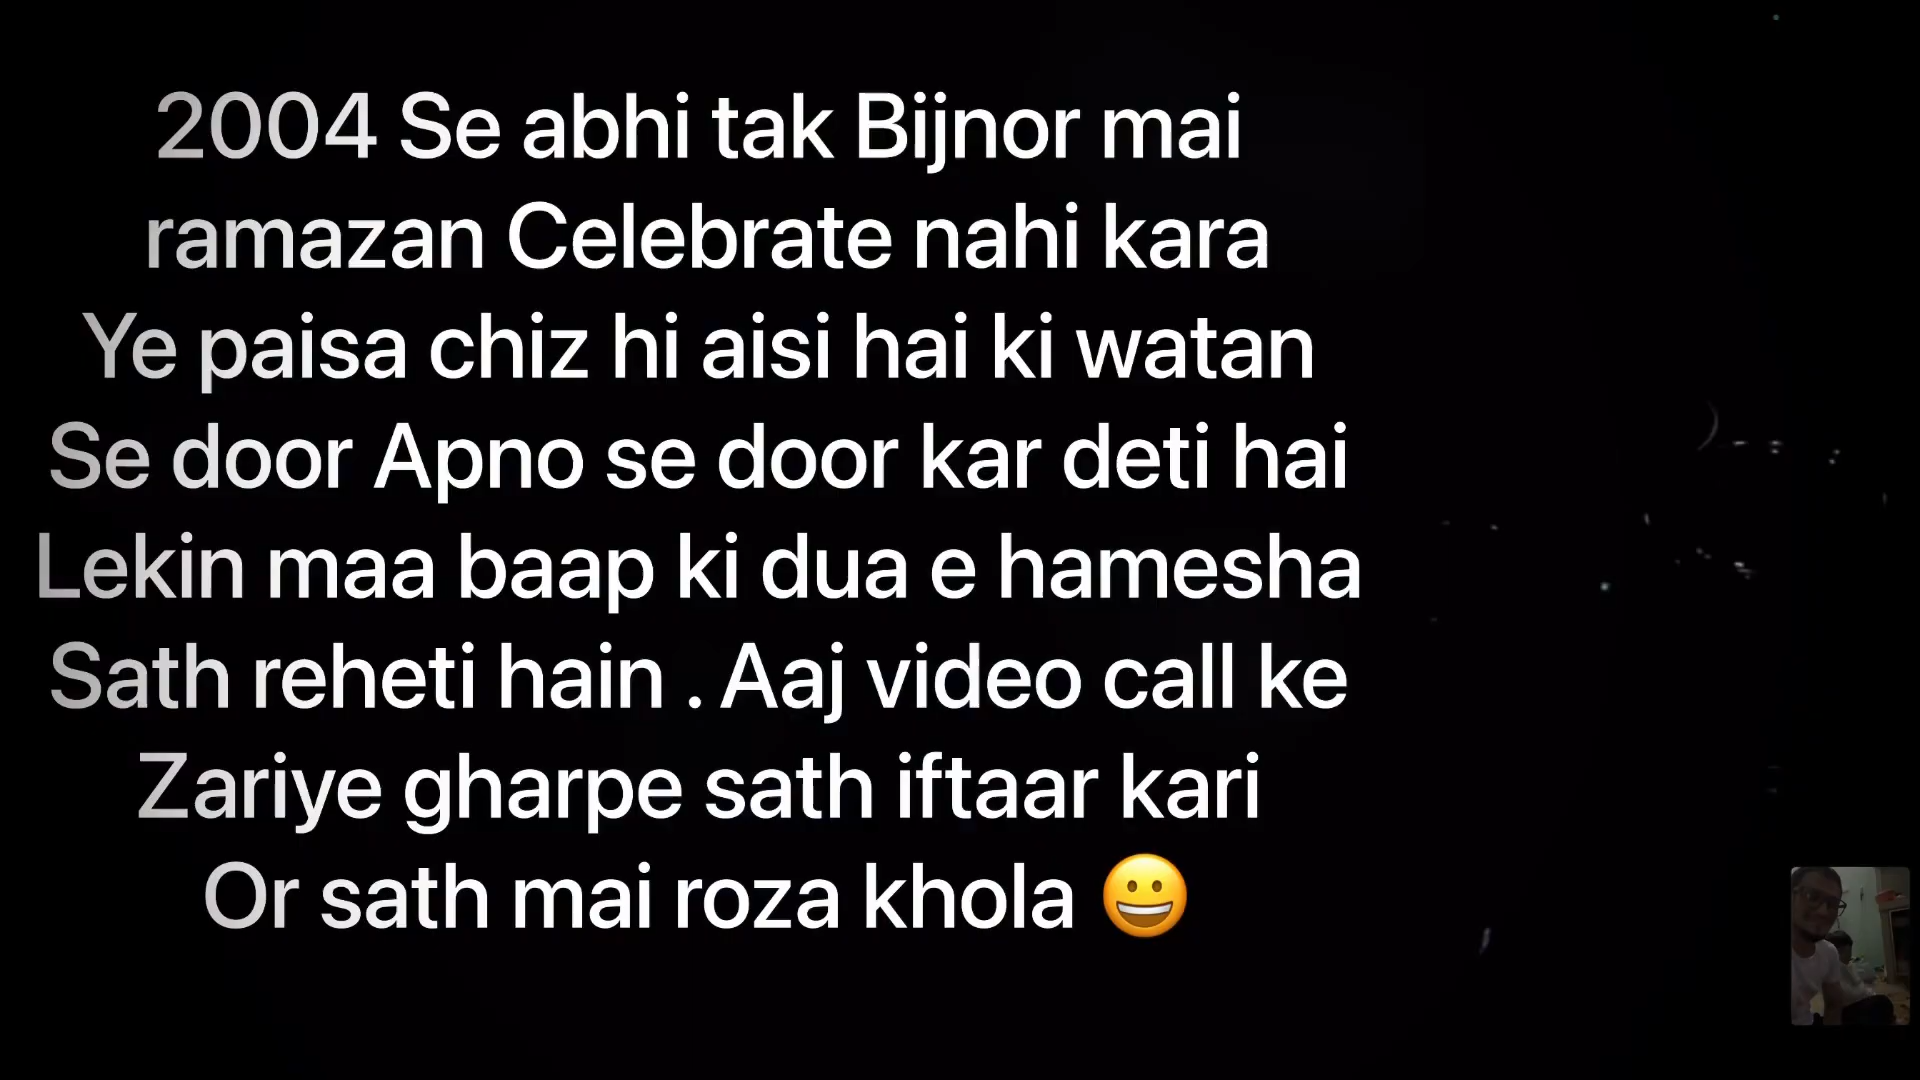 2004 Se abhi tak Bijnor mai
ramazan Celebrate nahi kara
Ye paisa chiz hi aisi hai ki watan
Se door Apno se door kar deti hai
Lekin maa baap ki dua e hamesha
Sath reheti hain . Aaj video call ke
Zariye gharpe sath iftaar kari
Or sath mai roza khola 😀